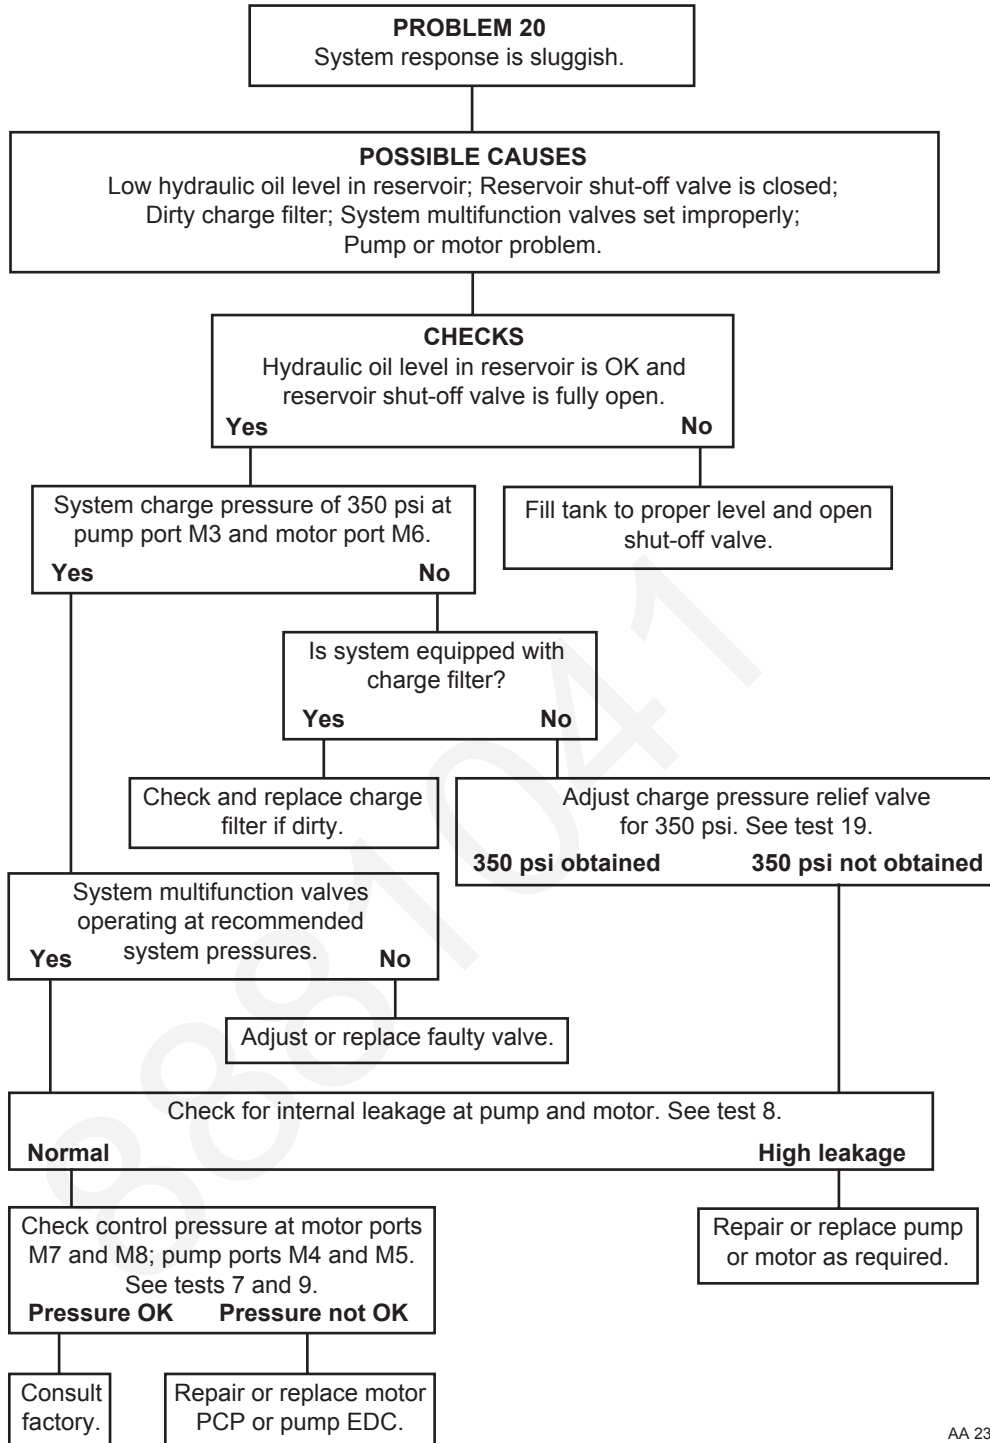 PROBLEM 20
System response is sluggish.
POSSIBLE CAUSES
Low hydraulic oil level in reservoir; Reservoir shut-off valve is closed;
Dirty charge filter; System multifunction valves set improperly;
Pump or motor problem.
CHECKS
Hydraulic oil level in reservoir is OK and
reservoir shut-off valve is fully open.
Yes No
System charge pressure of 350 psi at
pump port M3 and motor port M6.
Yes No
Fill tank to proper level and open
shut-off valve.
Is system equipped with
charge filter?
Yes No
Check and replace charge
filter if dirty.
Adjust charge pressure relief valve
for 350 psi. See test 19.
350 psi obtained 350 psi not obtained
System multifunction valves
operating at recommended
system pressures.
Yes No
Adjust or replace faulty valve.
Check for internal leakage at pump and motor. See test 8.
Normal High leakage
Check control pressure at motor ports
M7 and M8; pump ports M4 and M5.
See tests 7 and 9.
Pressure OK Pressure not OK
Repair or replace pump
or motor as required.
Consult
factory.
Repair or replace motor
PCP or pump EDC.
AA 23
8881041